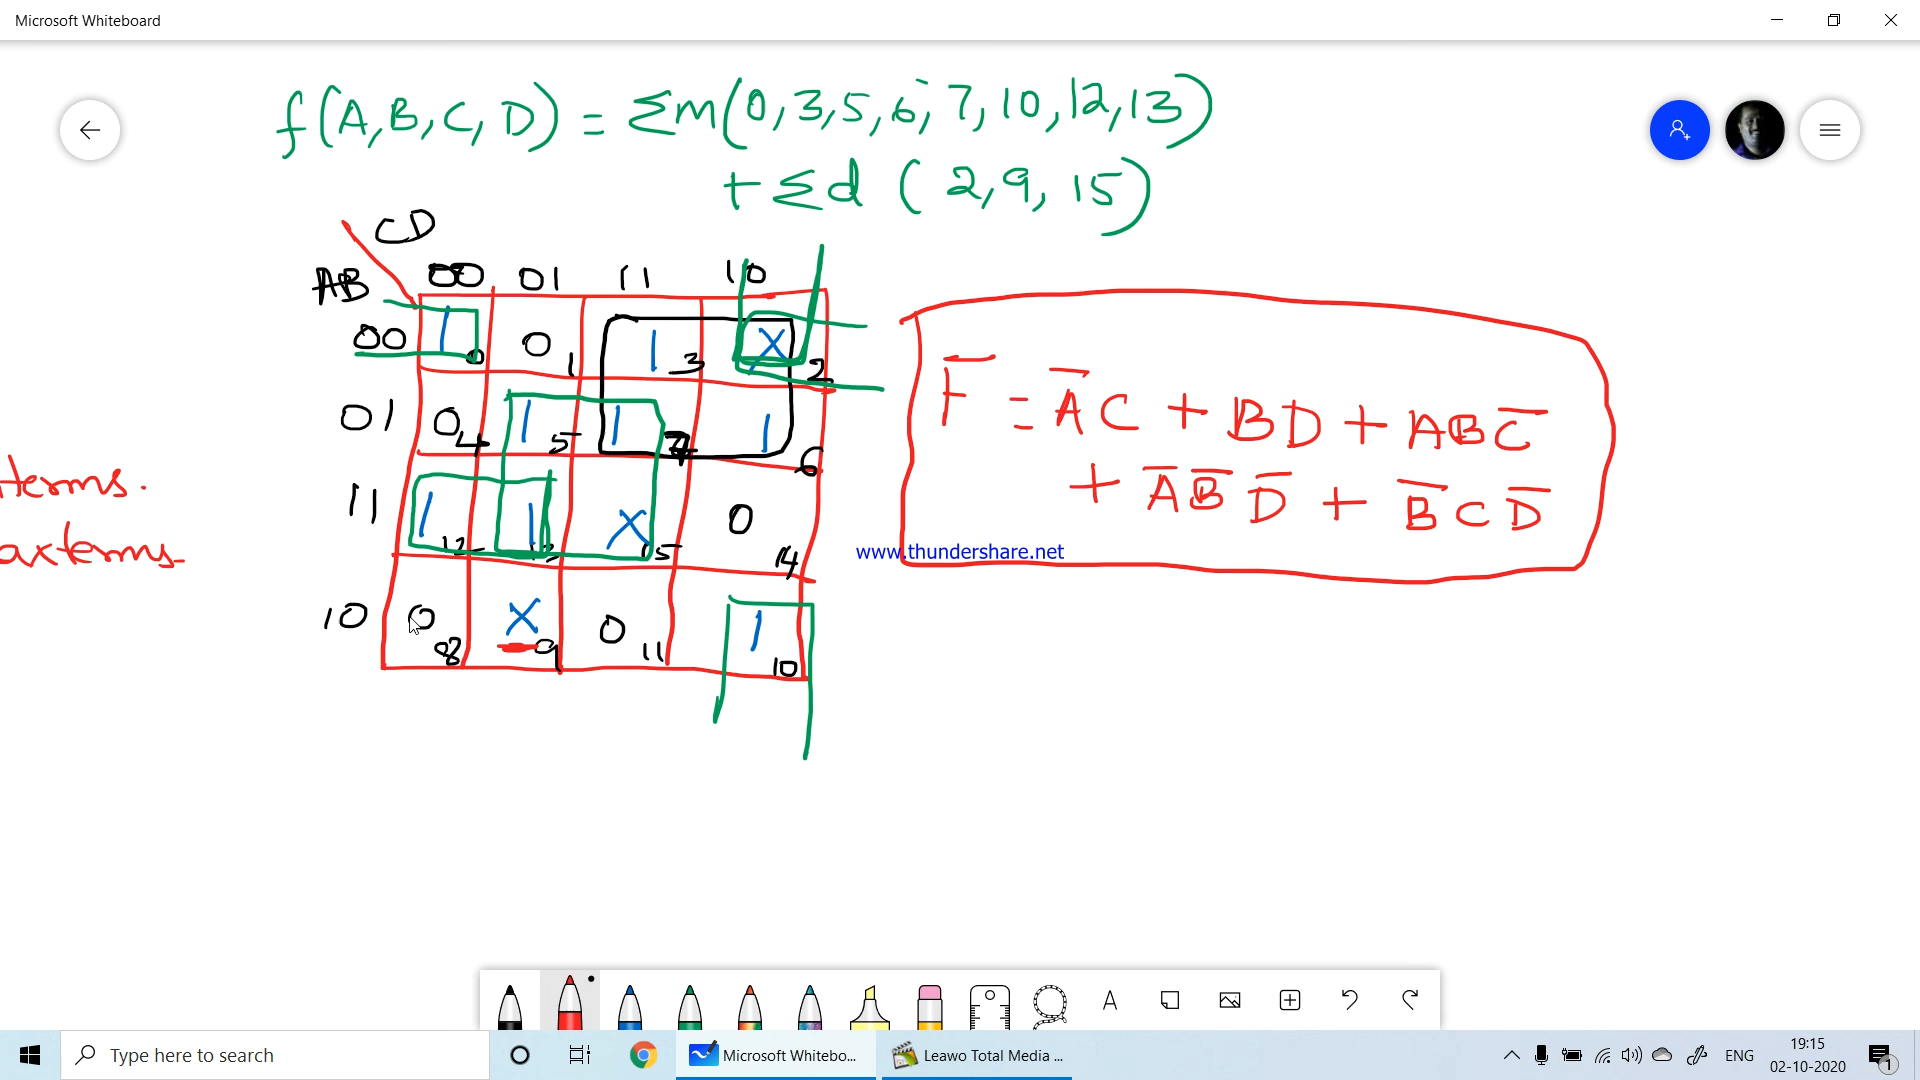 Microsoft Whiteboard
f(A,B,C,D) = Σm(0,3,5,6,7,10,12,13)
+ Σd (2,9,15)
CD
AB 00 01 11 10
00 1 0 0 1 1 3 X 2
01 0 4 1 5 1 7 1 6
11 1 12 1 13 X 15 0 14
10 0 8 X 9 0 11 1 10
terms.
axterms
F̅ = A̅C + BD + ABC̅
+ A̅B̅D̅ + B̅CD̅
www.thundershare.net
A
Type here to search
Microsoft Whitebo...
Leawo Total Media ...
ENG
19:15
02-10-2020
1